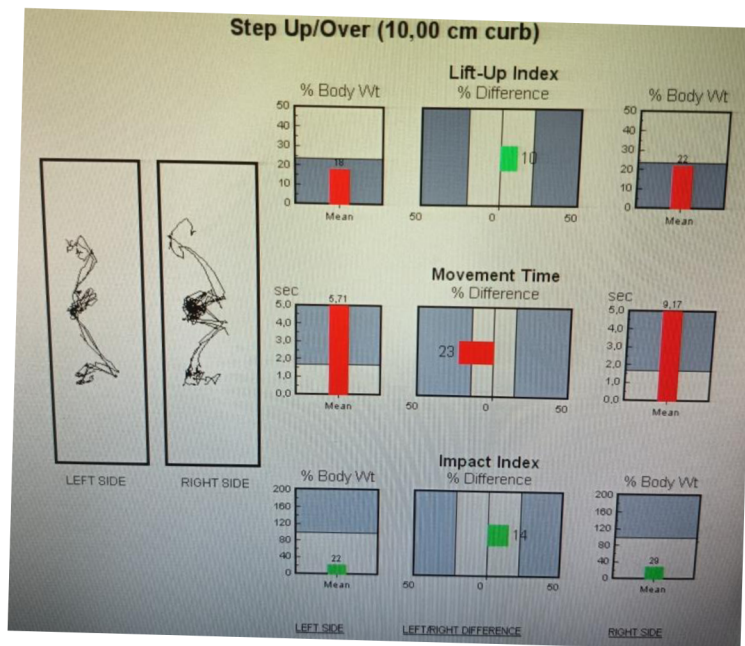 Step Up/Over (10,00 cm curb)
Lift-Up Index
% Body Wt
% Difference
% Body Wt
50
40
30
20
10
0
18
Mean
10
50
0
50
50
40
30
20
10
0
22
Mean
LEFT SIDE
RIGHT SIDE
Movement Time
sec
% Difference
sec
5,0
4,0
3,0
2,0
1,0
0,0
5,71
Mean
23
50
0
50
5,0
4,0
3,0
2,0
1,0
0,0
9,17
Mean
Impact Index
% Body Wt
% Difference
% Body Wt
200
160
120
80
40
0
22
Mean
14
50
0
50
200
160
120
80
40
0
29
Mean
LEFT SIDE
LEFT/RIGHT DIFFERENCE
RIGHT SIDE